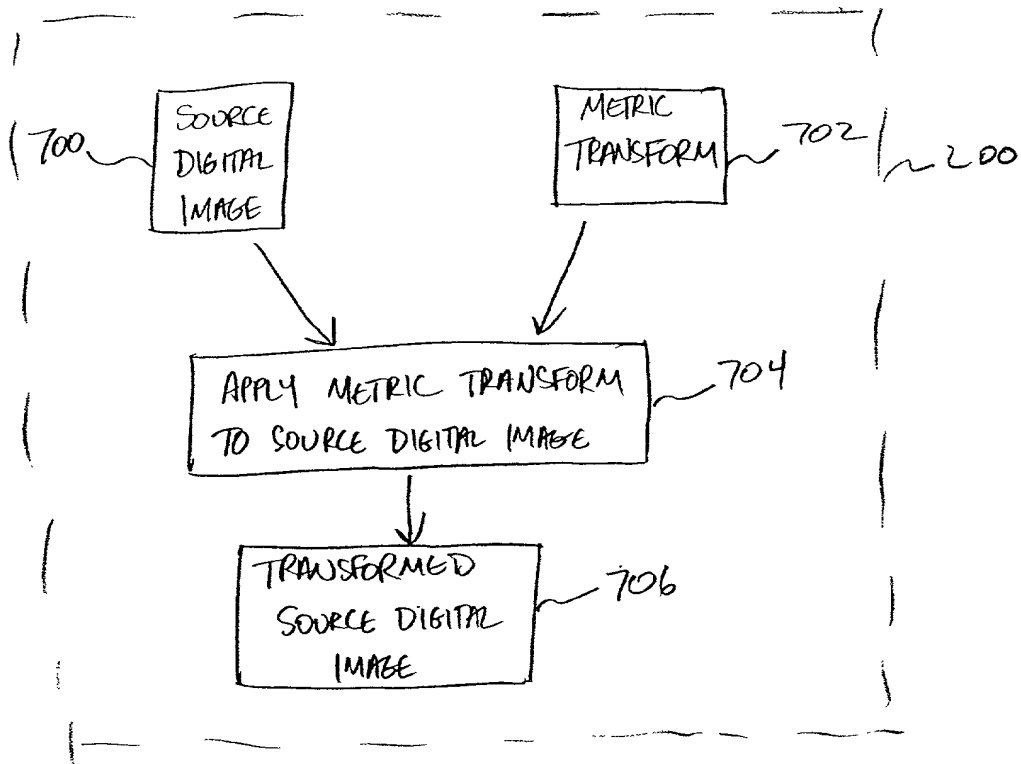 SOURCE
DIGITAL
IMAGE
700
METRIC
TRANSFORM
702
200
APPLY METRIC TRANSFORM
TO SOURCE DIGITAL IMAGE
704
TRANSFORMED
SOURCE DIGITAL
IMAGE
706